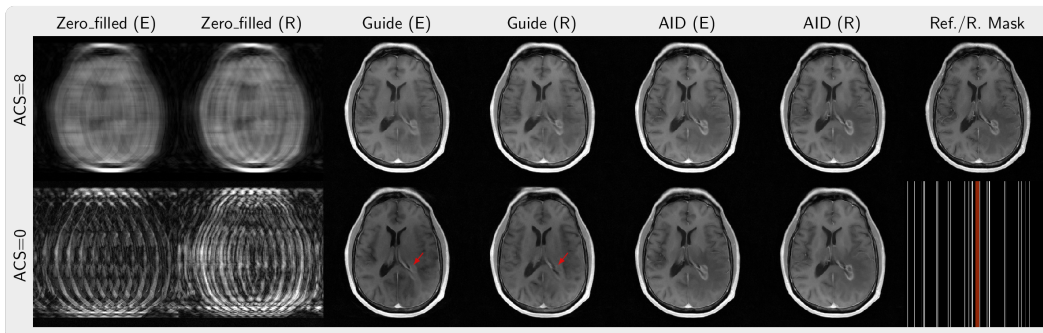 Zero_filled (E) Zero_filled (R) Guide (E) Guide (R) AID (E) AID (R) Ref./R. Mask
ACS=8
ACS=0